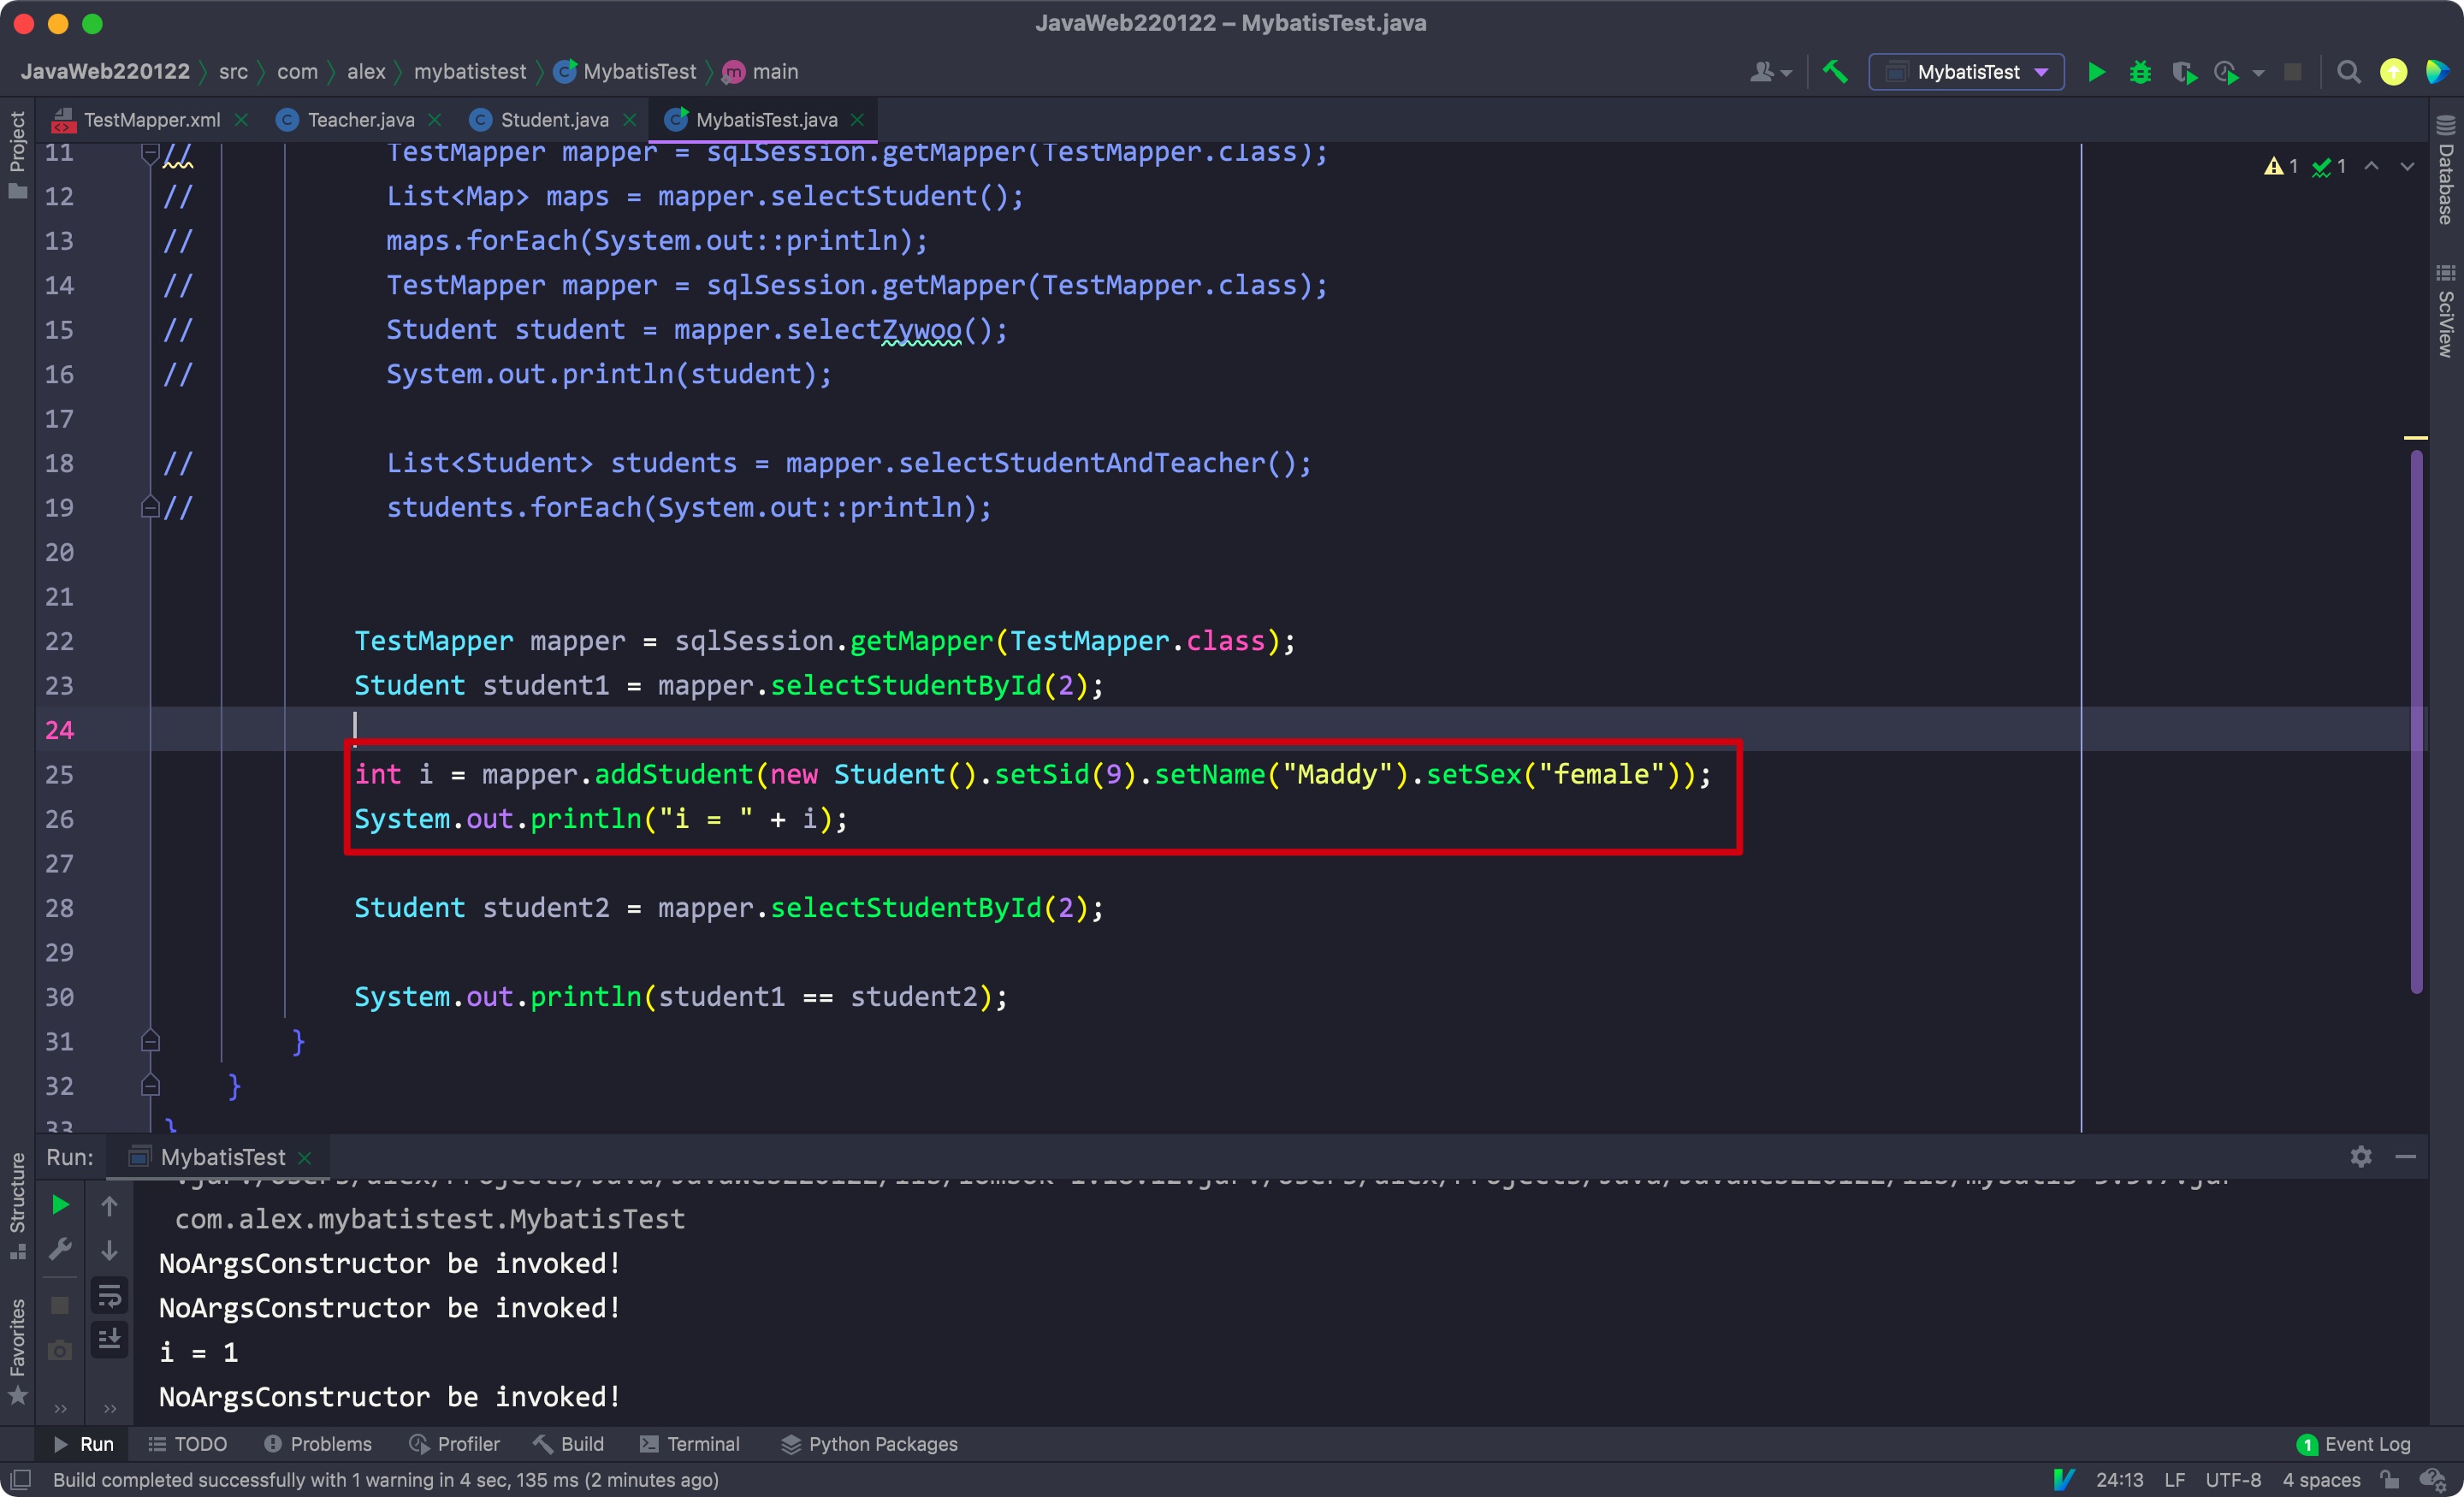 JavaWeb220122 – MybatisTest.java
JavaWeb220122 src com alex mybatistest MybatisTest main
MybatisTest
TestMapper.xml Teacher.java Student.java MybatisTest.java
Project
Database
SciView
1 1
11 // TestMapper mapper = sqlSession.getMapper(TestMapper.class);
12 // List<Map> maps = mapper.selectStudent();
13 // maps.forEach(System.out::println);
14 // TestMapper mapper = sqlSession.getMapper(TestMapper.class);
15 // Student student = mapper.selectZywoo();
16 // System.out.println(student);
17
18 // List<Student> students = mapper.selectStudentAndTeacher();
19 // students.forEach(System.out::println);
20
21
22 TestMapper mapper = sqlSession.getMapper(TestMapper.class);
23 Student student1 = mapper.selectStudentById(2);
24
25 int i = mapper.addStudent(new Student().setSid(9).setName("Maddy").setSex("female"));
26 System.out.println("i = " + i);
27
28 Student student2 = mapper.selectStudentById(2);
29
30 System.out.println(student1 == student2);
31 }
32 }
33 }
Structure
Favorites
Run: MybatisTest
com.alex.mybatistest.MybatisTest
NoArgsConstructor be invoked!
NoArgsConstructor be invoked!
i = 1
NoArgsConstructor be invoked!
Run TODO Problems Profiler Build Terminal Python Packages 1 Event Log
Build completed successfully with 1 warning in 4 sec, 135 ms (2 minutes ago) 24:13 LF UTF-8 4 spaces